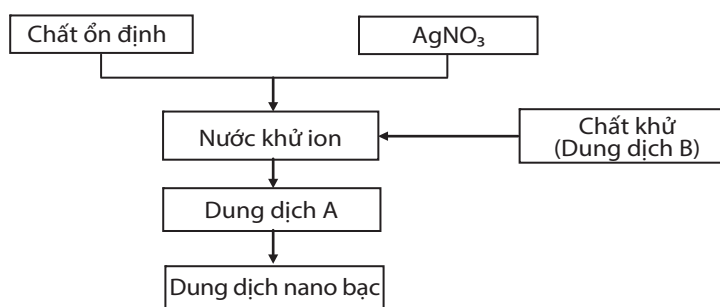 Chất ổn định
AgNO₃
Nước khử ion
Chất khử
(Dung dịch B)
Dung dịch A
Dung dịch nano bạc